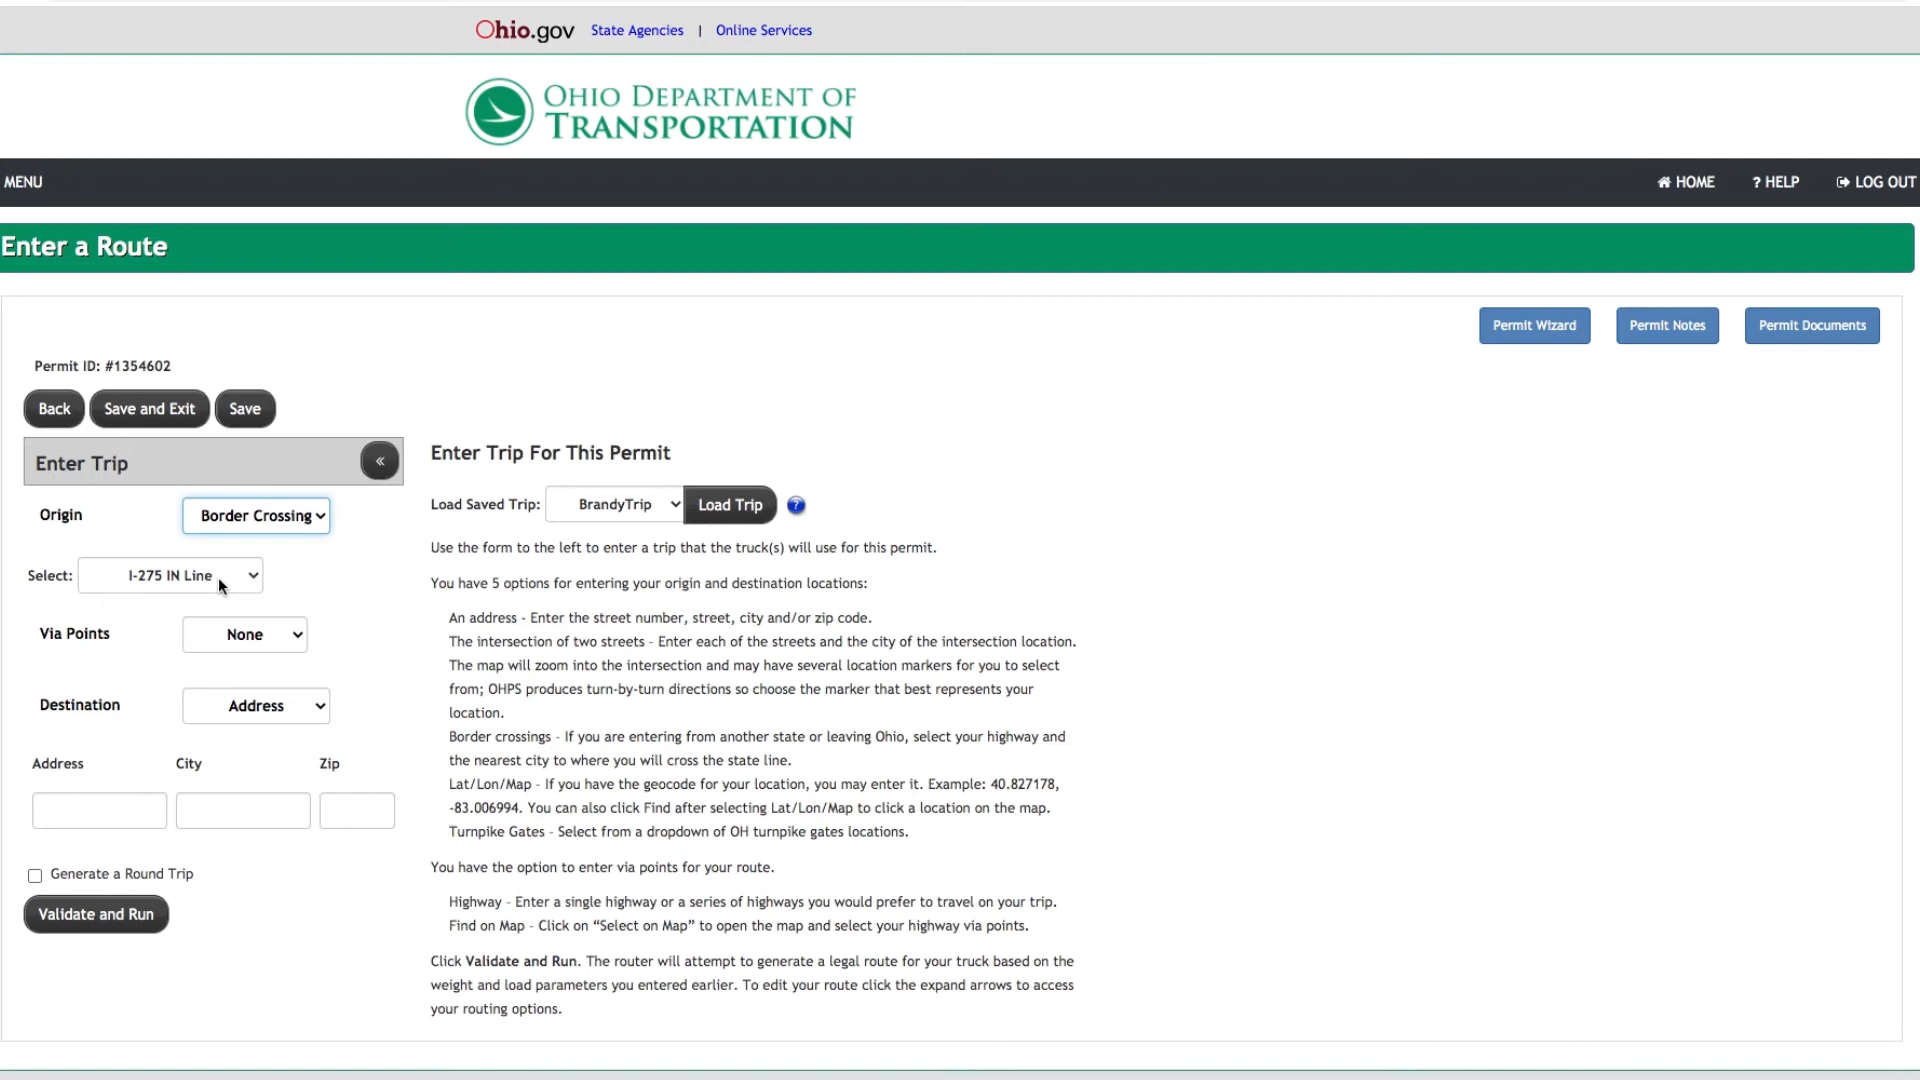 Ohio.gov State Agencies | Online Services
OHIO DEPARTMENT OF
TRANSPORTATION
MENU
HOME ? HELP LOG OUT
Enter a Route
Permit Wizard Permit Notes Permit Documents
Permit ID: #1354602
Back Save and Exit Save
Enter Trip «
Origin Border Crossing
Select: I-275 IN Line
Via Points None
Destination Address
Address City Zip
Generate a Round Trip
Validate and Run
Enter Trip For This Permit
Load Saved Trip: BrandyTrip Load Trip ?
Use the form to the left to enter a trip that the truck(s) will use for this permit.
You have 5 options for entering your origin and destination locations:
An address - Enter the street number, street, city and/or zip code.
The intersection of two streets - Enter each of the streets and the city of the intersection location.
The map will zoom into the intersection and may have several location markers for you to select
from; OHPS produces turn-by-turn directions so choose the marker that best represents your
location.
Border crossings - If you are entering from another state or leaving Ohio, select your highway and
the nearest city to where you will cross the state line.
Lat/Lon/Map - If you have the geocode for your location, you may enter it. Example: 40.827178,
-83.006994. You can also click Find after selecting Lat/Lon/Map to click a location on the map.
Turnpike Gates - Select from a dropdown of OH turnpike gates locations.
You have the option to enter via points for your route.
Highway - Enter a single highway or a series of highways you would prefer to travel on your trip.
Find on Map - Click on “Select on Map” to open the map and select your highway via points.
Click Validate and Run. The router will attempt to generate a legal route for your truck based on the
weight and load parameters you entered earlier. To edit your route click the expand arrows to access
your routing options.